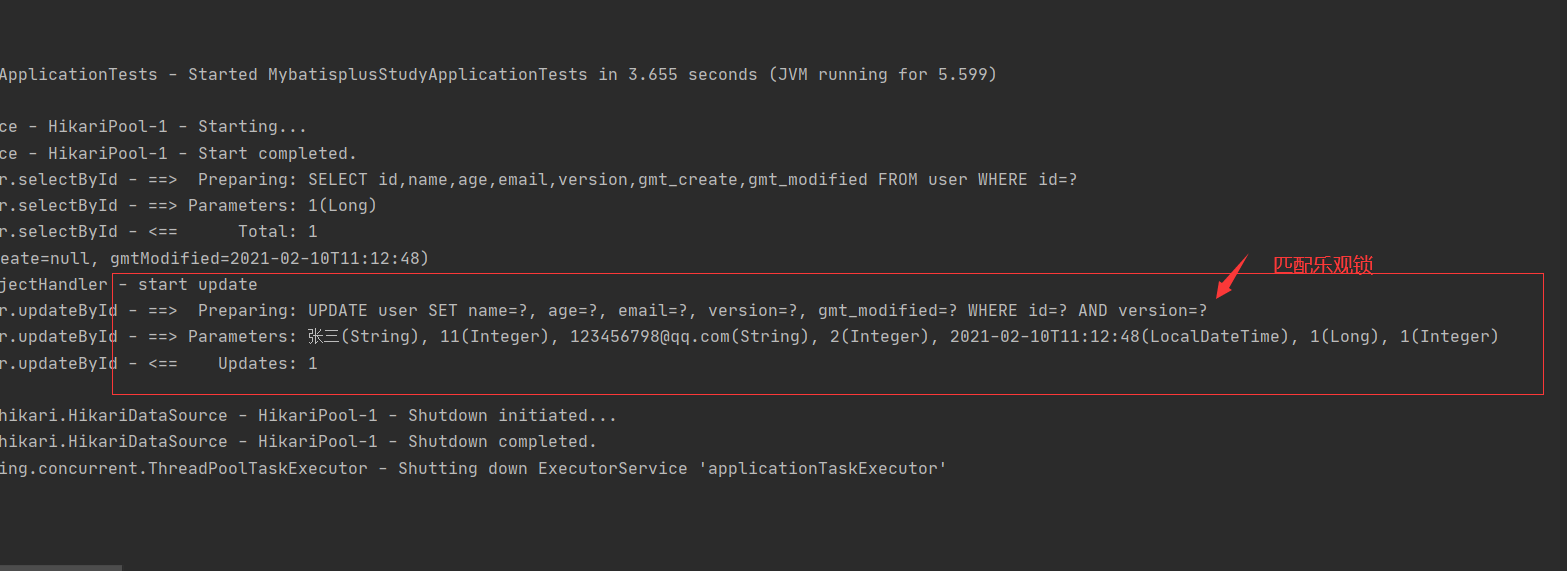 ApplicationTests - Started MybatisplusStudyApplicationTests in 3.655 seconds (JVM running for 5.599)
ce - HikariPool-1 - Starting...
ce - HikariPool-1 - Start completed.
r.selectById - ==>  Preparing: SELECT id,name,age,email,version,gmt_create,gmt_modified FROM user WHERE id=?
r.selectById - ==> Parameters: 1(Long)
r.selectById - <==      Total: 1
eate=null, gmtModified=2021-02-10T11:12:48)
匹配乐观锁
jectHandler - start update
r.updateById - ==>  Preparing: UPDATE user SET name=?, age=?, email=?, version=?, gmt_modified=? WHERE id=? AND version=?
r.updateById - ==> Parameters: 张三(String), 11(Integer), 123456798@qq.com(String), 2(Integer), 2021-02-10T11:12:48(LocalDateTime), 1(Long), 1(Integer)
r.updateById - <==    Updates: 1
hikari.HikariDataSource - HikariPool-1 - Shutdown initiated...
hikari.HikariDataSource - HikariPool-1 - Shutdown completed.
ing.concurrent.ThreadPoolTaskExecutor - Shutting down ExecutorService 'applicationTaskExecutor'